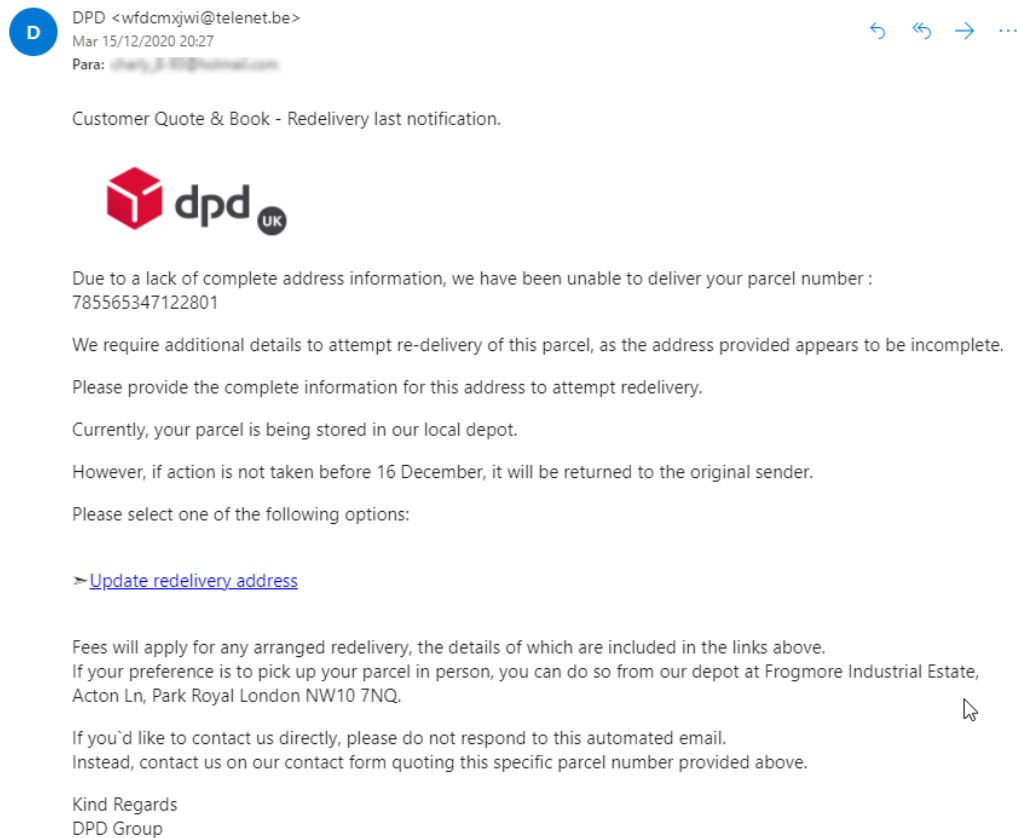 D
DPD <wfdcmxjwi@telenet.be>
Mar 15/12/2020 20:27
Para:
Customer Quote & Book - Redelivery last notification.
dpd UK
Due to a lack of complete address information, we have been unable to deliver your parcel number :
785565347122801
We require additional details to attempt re-delivery of this parcel, as the address provided appears to be incomplete.
Please provide the complete information for this address to attempt redelivery.
Currently, your parcel is being stored in our local depot.
However, if action is not taken before 16 December, it will be returned to the original sender.
Please select one of the following options:
➣Update redelivery address
Fees will apply for any arranged redelivery, the details of which are included in the links above.
If your preference is to pick up your parcel in person, you can do so from our depot at Frogmore Industrial Estate,
Acton Ln, Park Royal London NW10 7NQ.
If you`d like to contact us directly, please do not respond to this automated email.
Instead, contact us on our contact form quoting this specific parcel number provided above.
Kind Regards
DPD Group